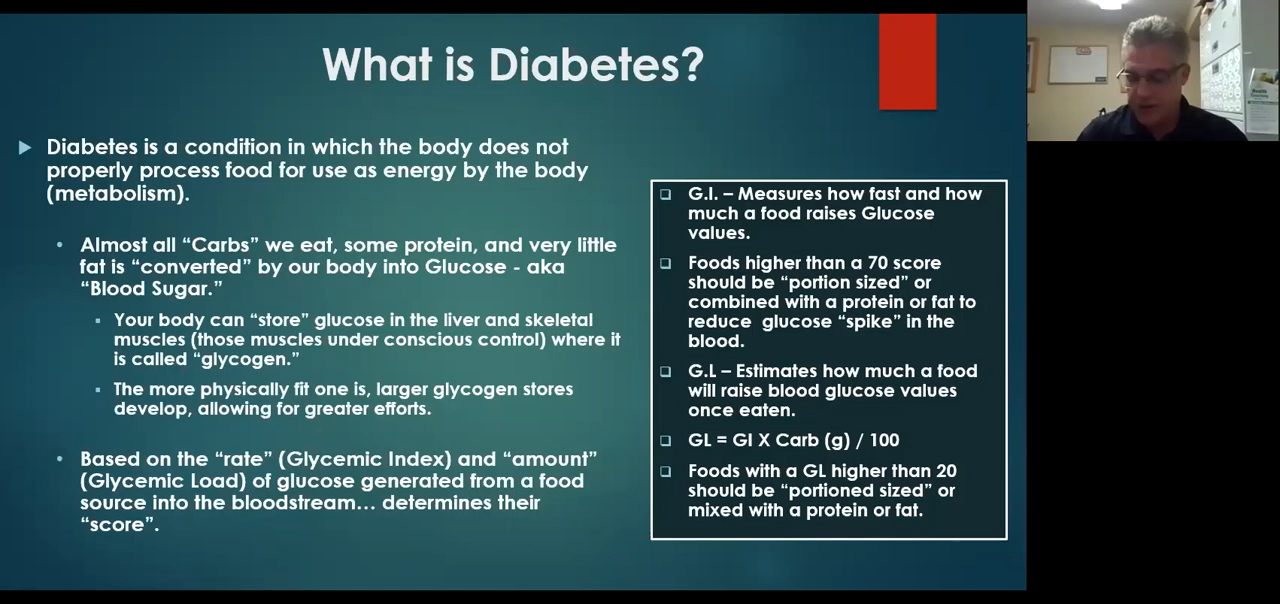 What is Diabetes?
Diabetes is a condition in which the body does not
properly process food for use as energy by the body
(metabolism).
Almost all “Carbs” we eat, some protein, and very little
fat is “converted” by our body into Glucose - aka
“Blood Sugar.”
Your body can “store” glucose in the liver and skeletal
muscles (those muscles under conscious control) where it
is called “glycogen.”
The more physically fit one is, larger glycogen stores
develop, allowing for greater efforts.
Based on the “rate” (Glycemic Index) and “amount”
(Glycemic Load) of glucose generated from a food
source into the bloodstream… determines their
“score”.
G.I. – Measures how fast and how
much a food raises Glucose
values.
Foods higher than a 70 score
should be “portion sized” or
combined with a protein or fat to
reduce glucose “spike” in the
blood.
G.L – Estimates how much a food
will raise blood glucose values
once eaten.
GL = GI X Carb (g) / 100
Foods with a GL higher than 20
should be “portioned sized” or
mixed with a protein or fat.